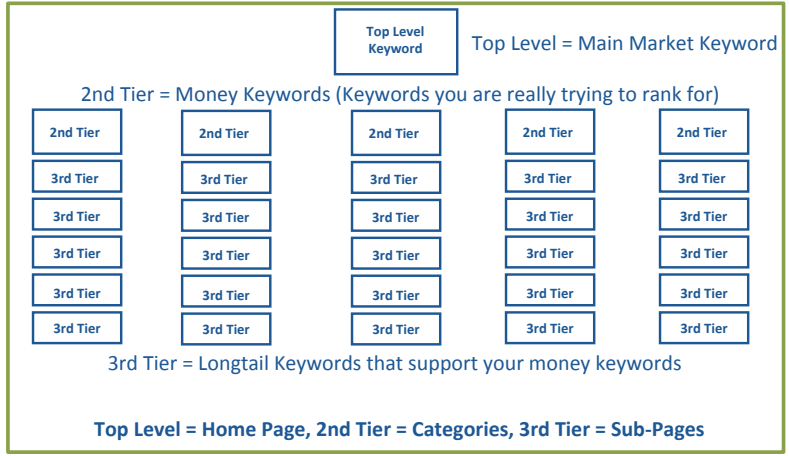 Top Level
Keyword
Top Level = Main Market Keyword
2nd Tier = Money Keywords (Keywords you are really trying to rank for)
2nd Tier 2nd Tier 2nd Tier 2nd Tier 2nd Tier
3rd Tier 3rd Tier 3rd Tier 3rd Tier 3rd Tier
3rd Tier 3rd Tier 3rd Tier 3rd Tier 3rd Tier
3rd Tier 3rd Tier 3rd Tier 3rd Tier 3rd Tier
3rd Tier 3rd Tier 3rd Tier 3rd Tier 3rd Tier
3rd Tier 3rd Tier 3rd Tier 3rd Tier 3rd Tier
3rd Tier = Longtail Keywords that support your money keywords
Top Level = Home Page, 2nd Tier = Categories, 3rd Tier = Sub-Pages